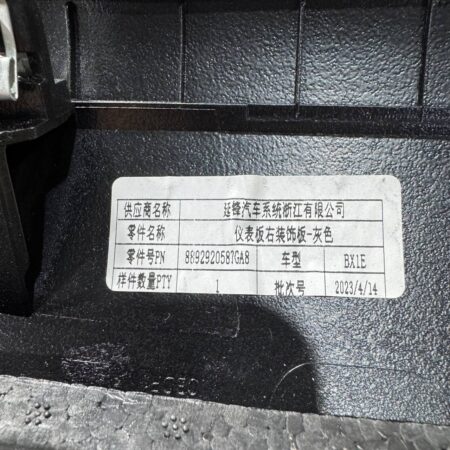 供应商名称 延锋汽车系统浙江有限公司
零件名称 仪表板右装饰板-灰色
零件号PN 8892920587GA8 车型 BX1E
样件数量PTY 1 批次号 2023/4/14